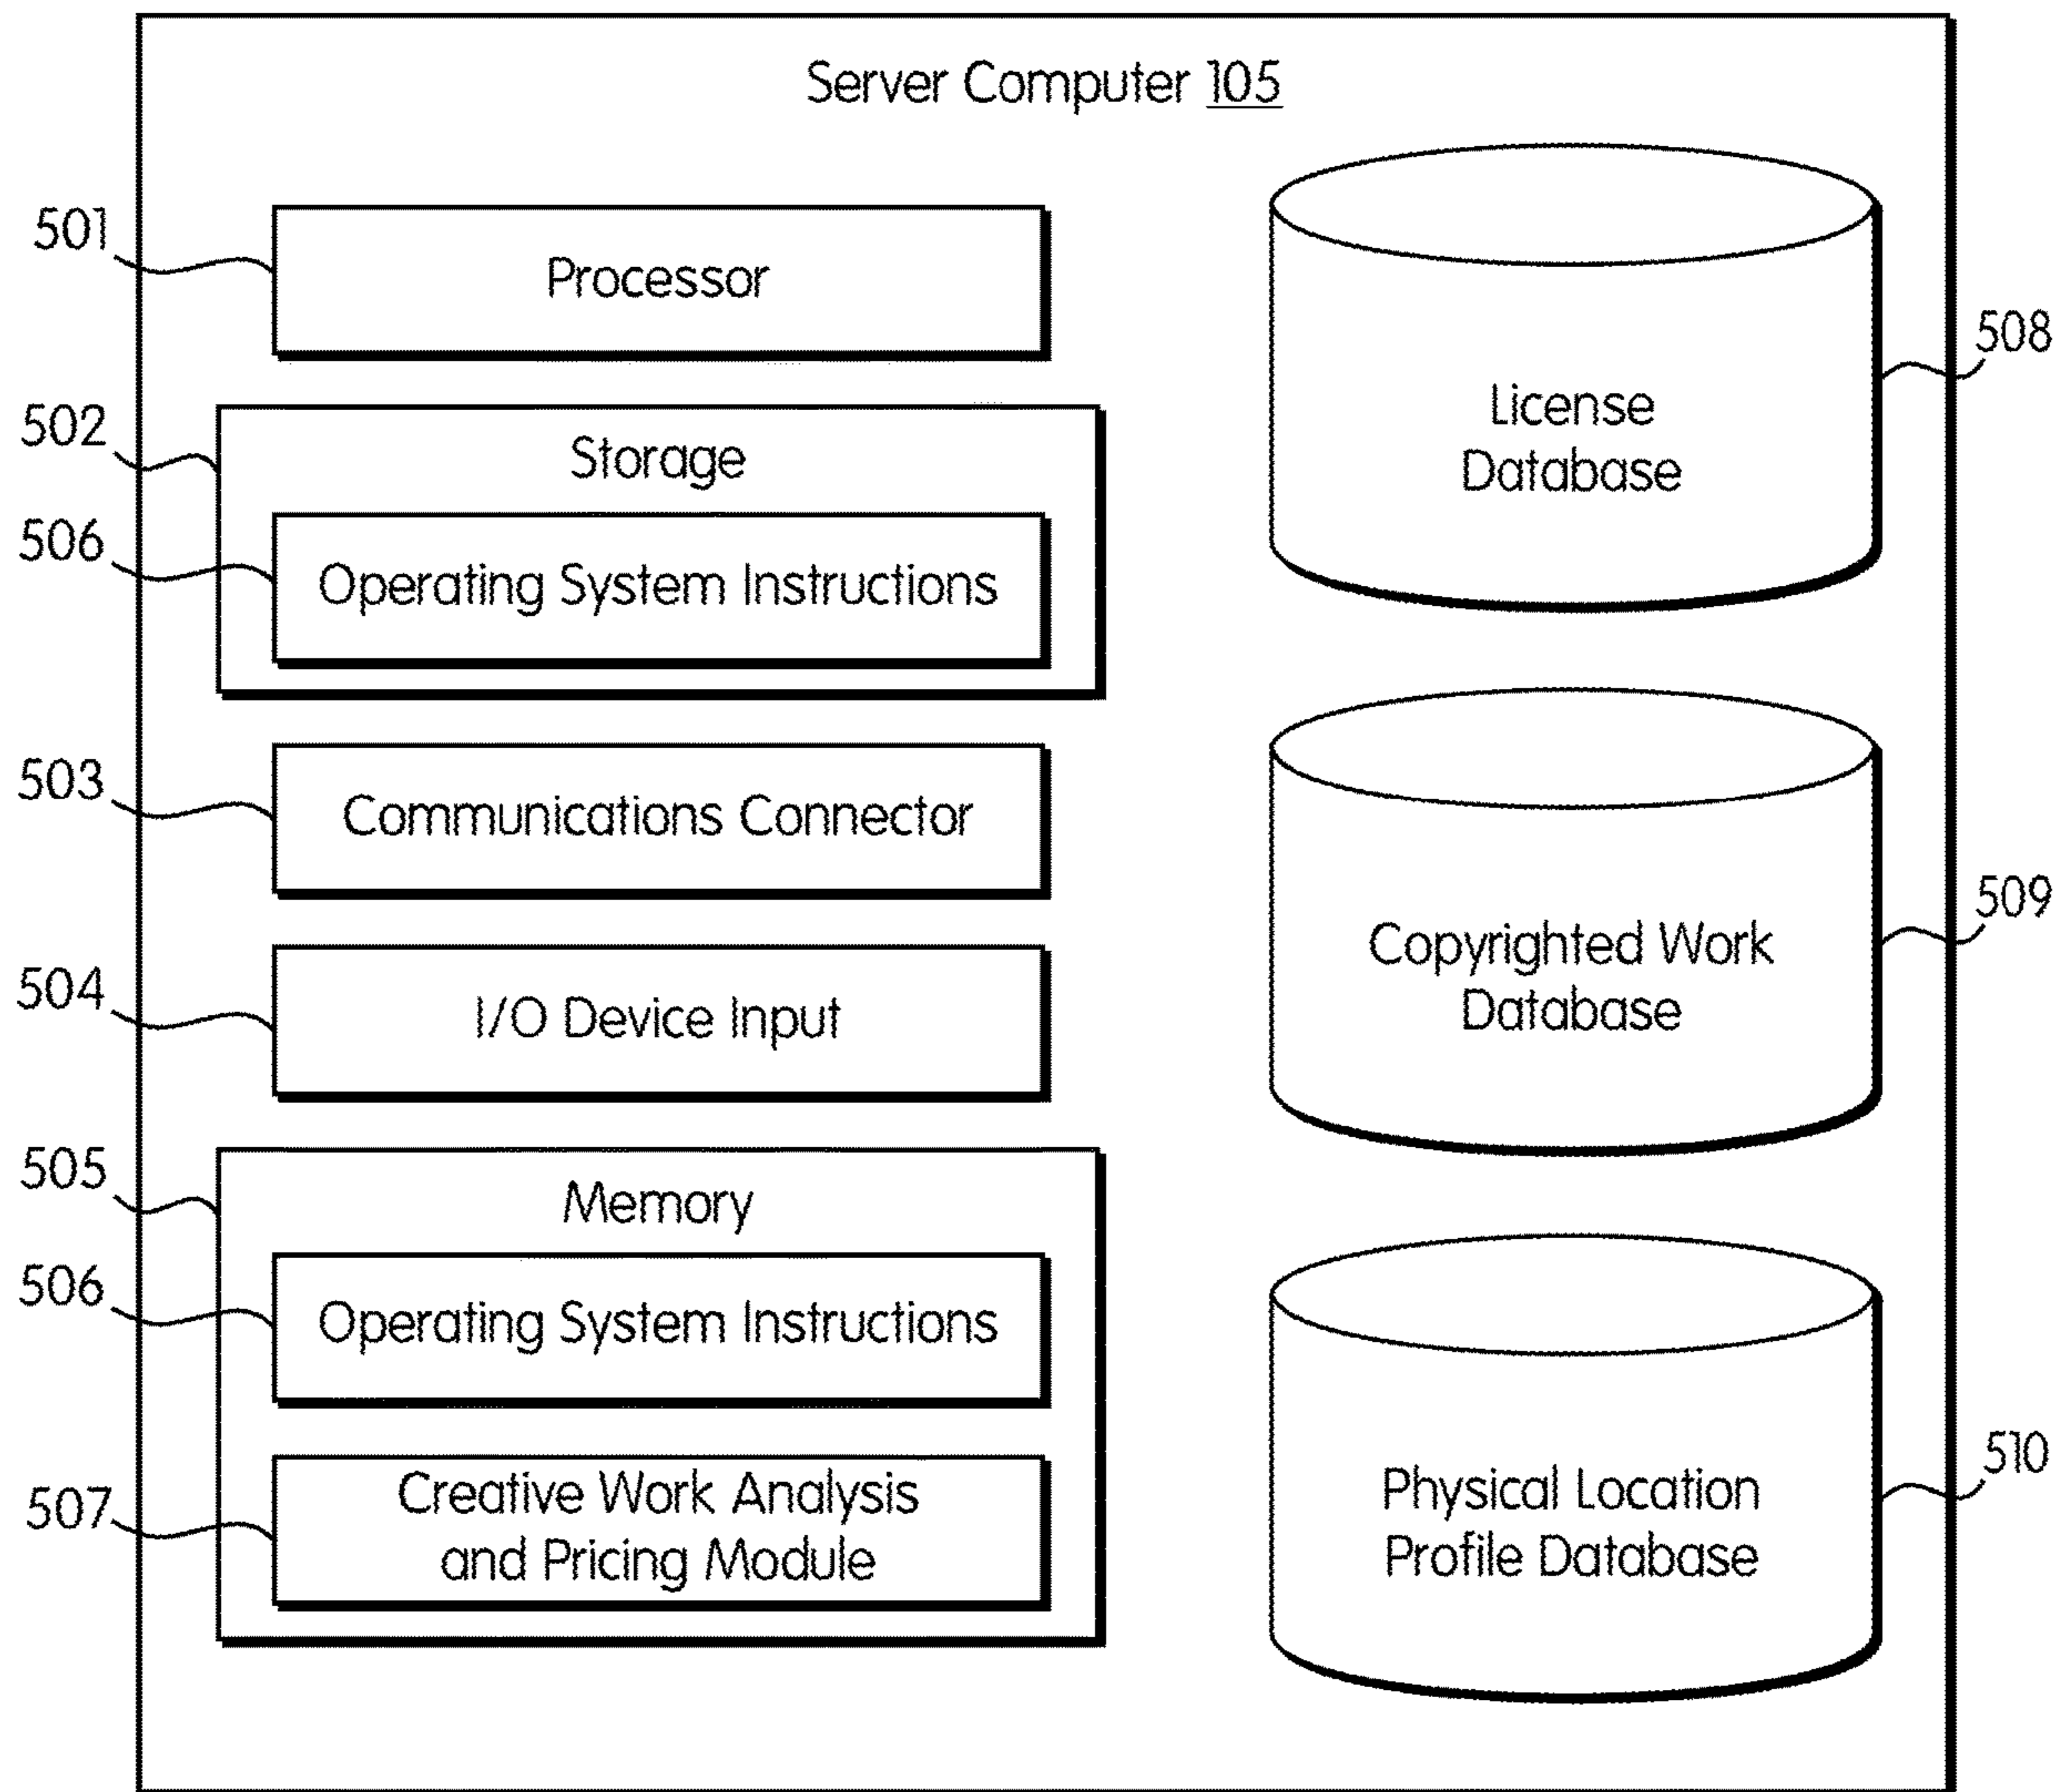 Server Computer 105
501
Processor
502
Storage
506
Operating System Instructions
503
Communications Connector
504
I/O Device Input
505
Memory
506
Operating System Instructions
507
Creative Work Analysis
and Pricing Module
508
License
Database
509
Copyrighted Work
Database
510
Physical Location
Profile Database